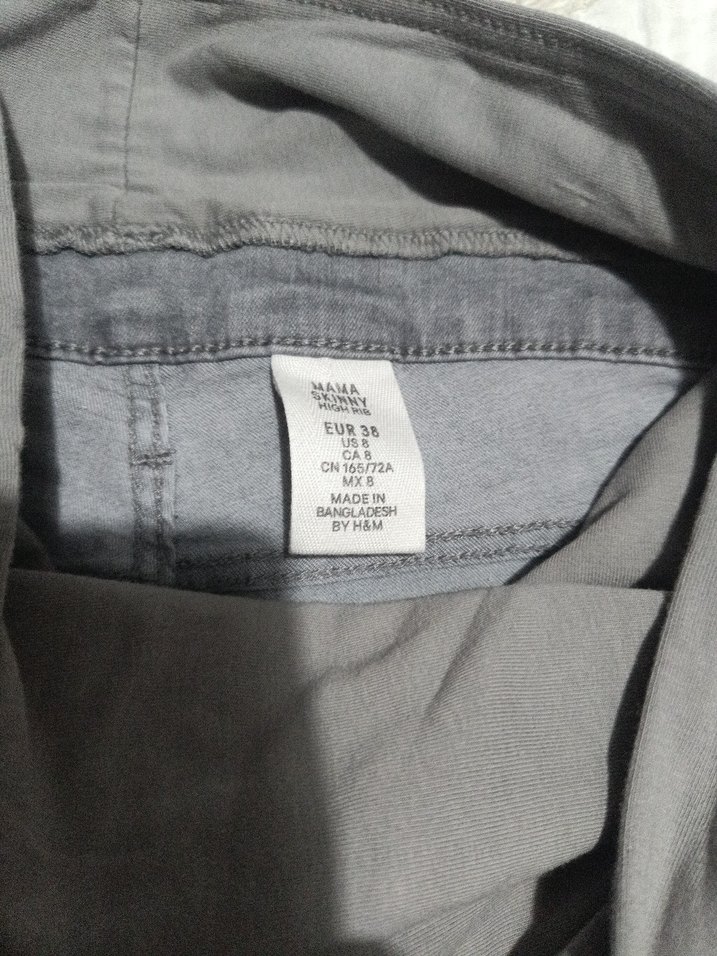 MAMA
SKINNY
HIGH RIB
EUR 38
US 8
CA 8
CN 165/72A
MX 8
MADE IN
BANGLADESH
BY H&M